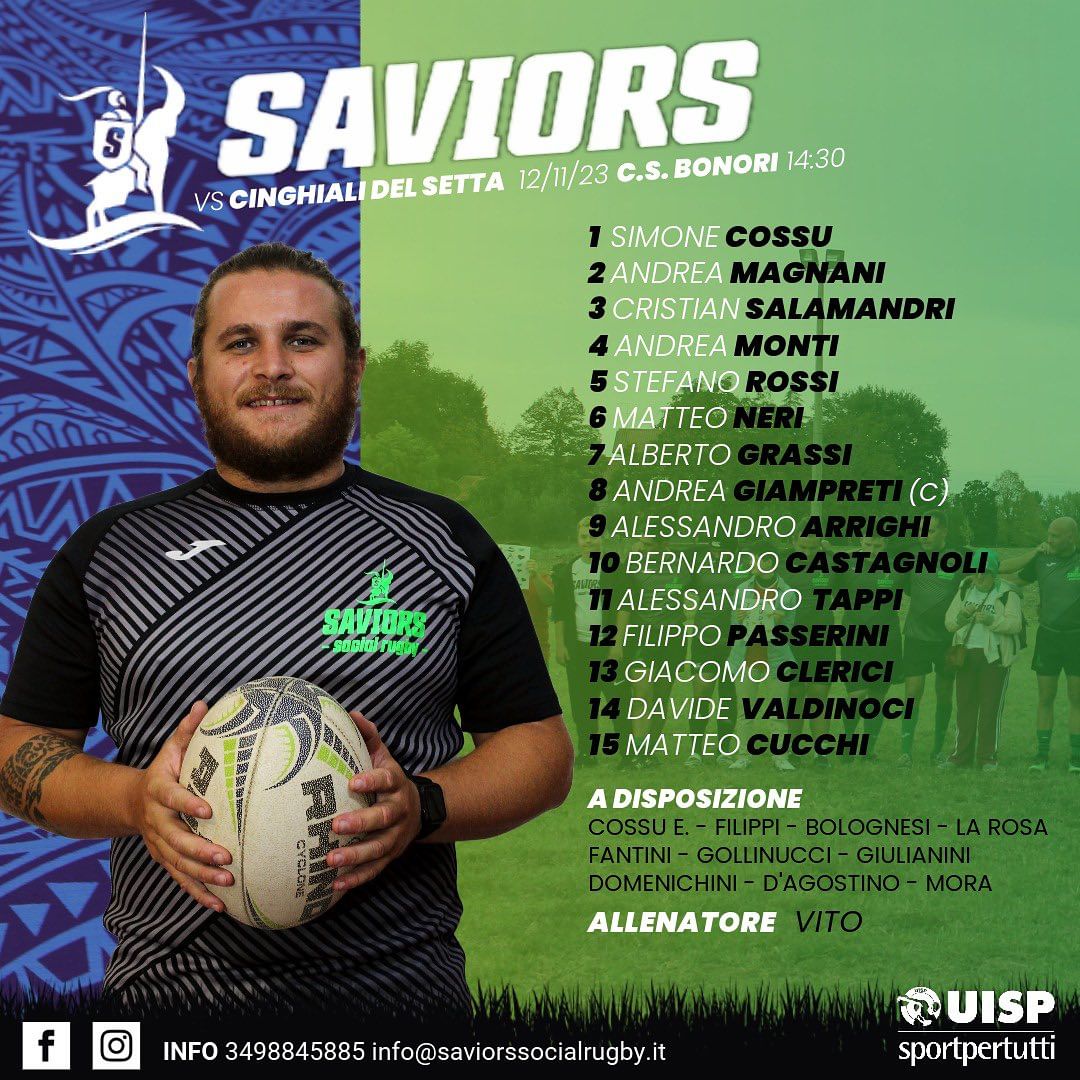 S
SAVIORS
VS CINGHIALI DEL SETTA 12/11/23 C.S. BONORI 14:30
1 SIMONE COSSU
2 ANDREA MAGNANI
3 CRISTIAN SALAMANDRI
4 ANDREA MONTI
5 STEFANO ROSSI
6 MATTEO NERI
7 ALBERTO GRASSI
8 ANDREA GIAMPRETI (C)
9 ALESSANDRO ARRIGHI
10 BERNARDO CASTAGNOLI
11 ALESSANDRO TAPPI
12 FILIPPO PASSERINI
13 GIACOMO CLERICI
14 DAVIDE VALDINOCI
15 MATTEO CUCCHI
A DISPOSIZIONE
COSSU E. - FILIPPI - BOLOGNESI - LA ROSA
FANTINI - GOLLINUCCI - GIULIANINI
DOMENICHINI - D'AGOSTINO - MORA
ALLENATORE VITO
SAVIORS
- social rugby -
RHINO
CYCLONE
SAVIORS
f
INFO 3498845885 info@saviorssocialrugby.it
UISP
sportpertutti